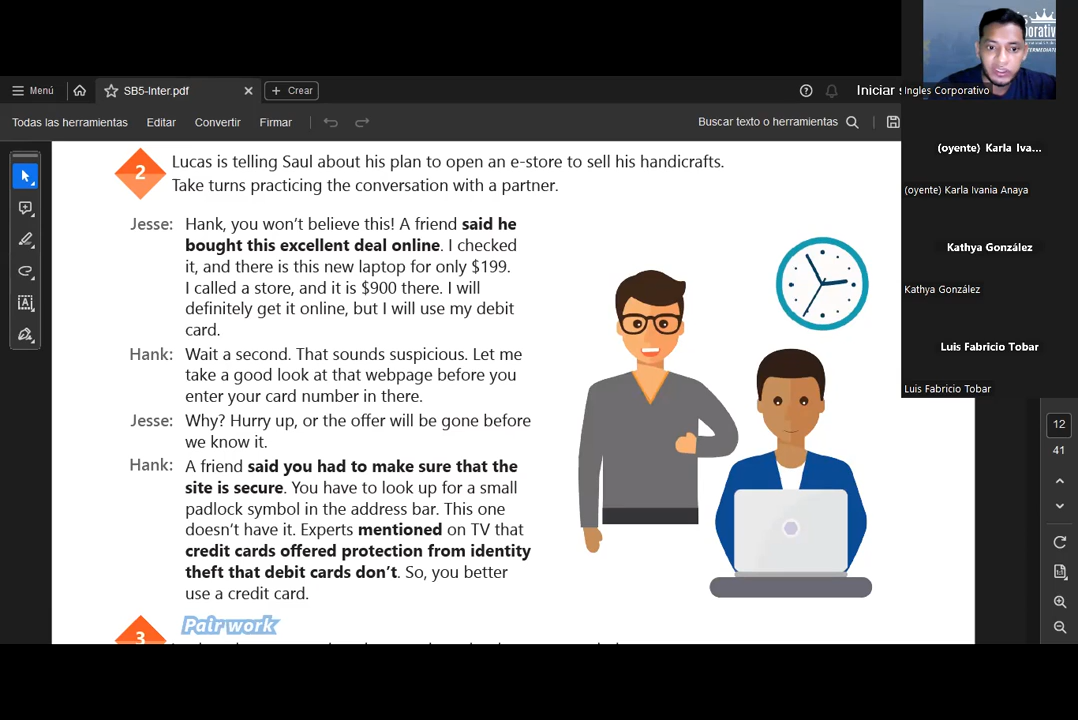 Menú
SB5-Inter.pdf
Crear
Iniciar s
Ingles Corporativo
Todas las herramientas
Editar
Convertir
Firmar
Buscar texto o herramientas
(oyente) Karla Iva...
(oyente) Karla Ivania Anaya
Kathya González
Kathya González
Luis Fabricio Tobar
Luis Fabricio Tobar
12
41
2
Lucas is telling Saul about his plan to open an e-store to sell his handicrafts.
Take turns practicing the conversation with a partner.
Jesse: Hank, you won't believe this! A friend said he
bought this excellent deal online. I checked
it, and there is this new laptop for only $199.
I called a store, and it is $900 there. I will
definitely get it online, but I will use my debit
card.
Hank: Wait a second. That sounds suspicious. Let me
take a good look at that webpage before you
enter your card number in there.
Jesse: Why? Hurry up, or the offer will be gone before
we know it.
Hank: A friend said you had to make sure that the
site is secure. You have to look up for a small
padlock symbol in the address bar. This one
doesn't have it. Experts mentioned on TV that
credit cards offered protection from identity
theft that debit cards don't. So, you better
use a credit card.
3
Pair work